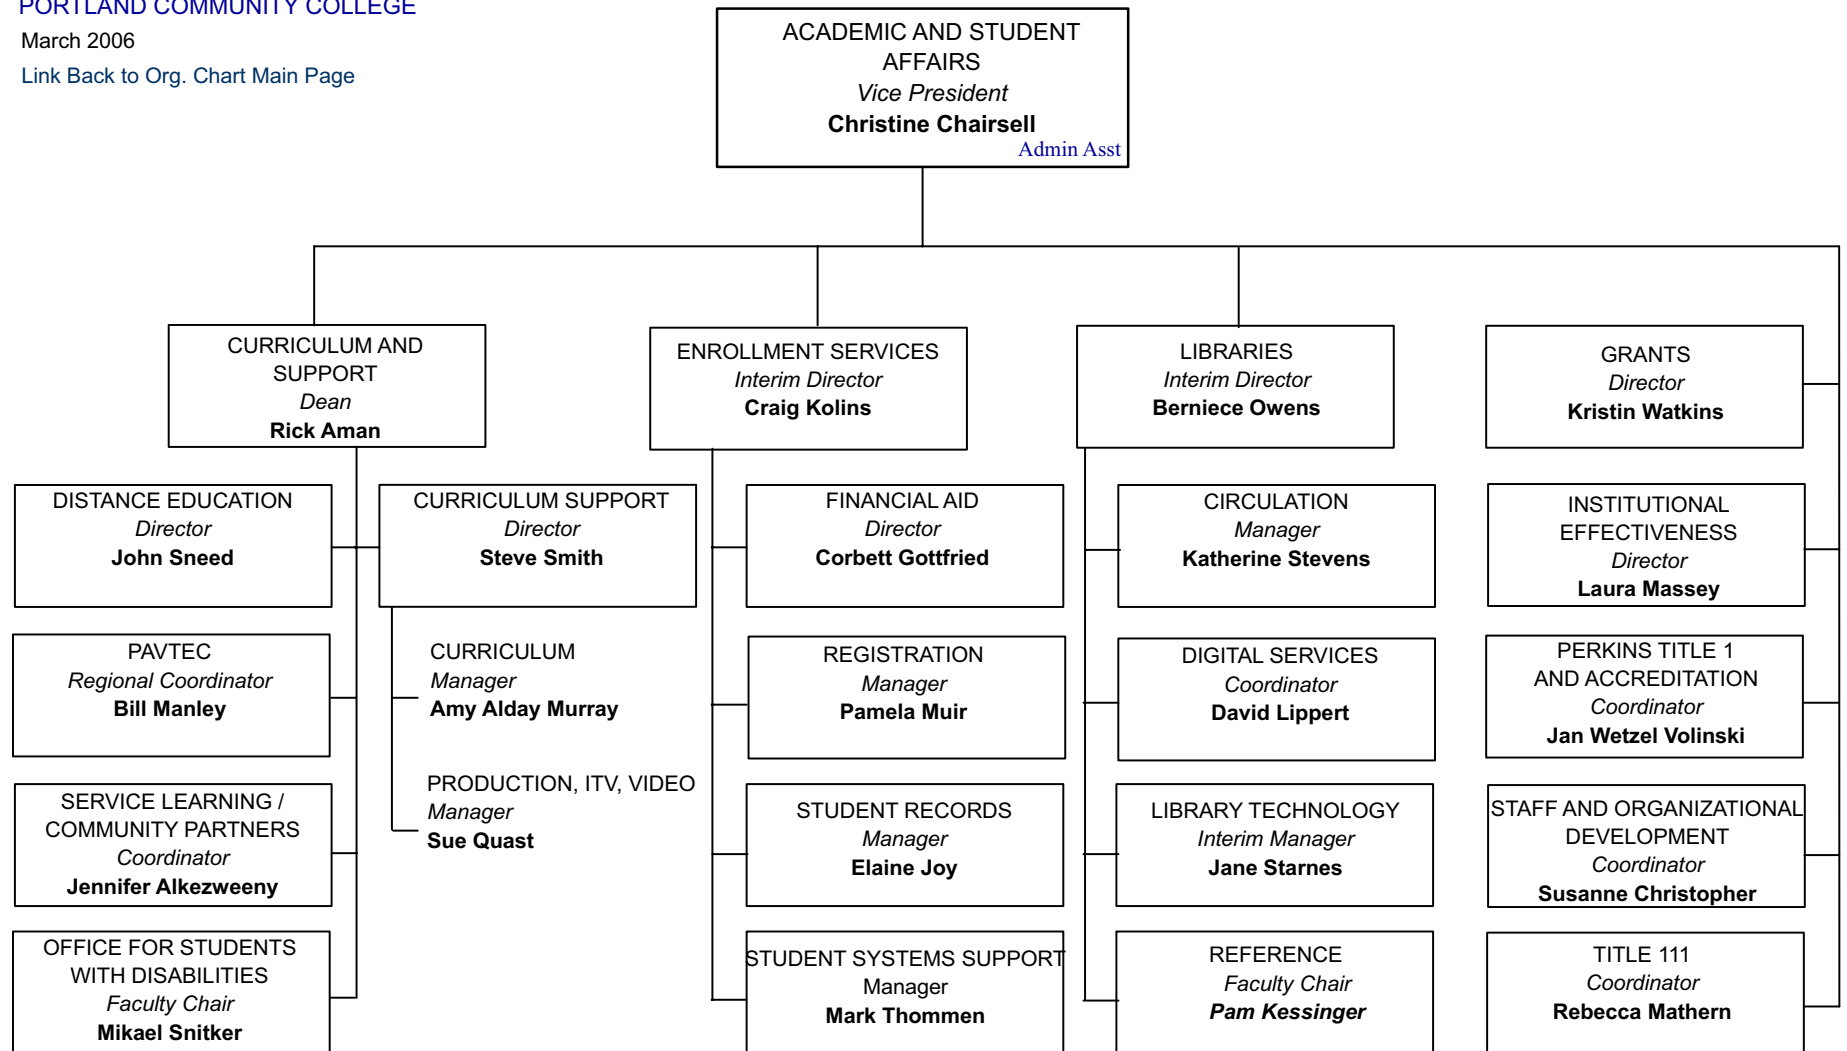 PORTLAND COMMUNITY COLLEGE
March 2006
Link Back to Org. Chart Main Page
ACADEMIC AND STUDENT
AFFAIRS
Vice President
Christine Chairsell
Admin Asst
CURRICULUM AND
SUPPORT
Dean
Rick Aman
ENROLLMENT SERVICES
Interim Director
Craig Kolins
LIBRARIES
Interim Director
Berniece Owens
GRANTS
Director
Kristin Watkins
DISTANCE EDUCATION
Director
John Sneed
CURRICULUM SUPPORT
Director
Steve Smith
FINANCIAL AID
Director
Corbett Gottfried
CIRCULATION
Manager
Katherine Stevens
INSTITUTIONAL
EFFECTIVENESS
Director
Laura Massey
PAVTEC
Regional Coordinator
Bill Manley
CURRICULUM
Manager
Amy Alday Murray
REGISTRATION
Manager
Pamela Muir
DIGITAL SERVICES
Coordinator
David Lippert
PERKINS TITLE 1
AND ACCREDITATION
Coordinator
Jan Wetzel Volinski
SERVICE LEARNING /
COMMUNITY PARTNERS
Coordinator
Jennifer Alkezweeny
PRODUCTION, ITV, VIDEO
Manager
Sue Quast
STUDENT RECORDS
Manager
Elaine Joy
LIBRARY TECHNOLOGY
Interim Manager
Jane Starnes
STAFF AND ORGANIZATIONAL
DEVELOPMENT
Coordinator
Susanne Christopher
OFFICE FOR STUDENTS
WITH DISABILITIES
Faculty Chair
Mikael Snitker
STUDENT SYSTEMS SUPPORT
Manager
Mark Thommen
REFERENCE
Faculty Chair
Pam Kessinger
TITLE 111
Coordinator
Rebecca Mathern